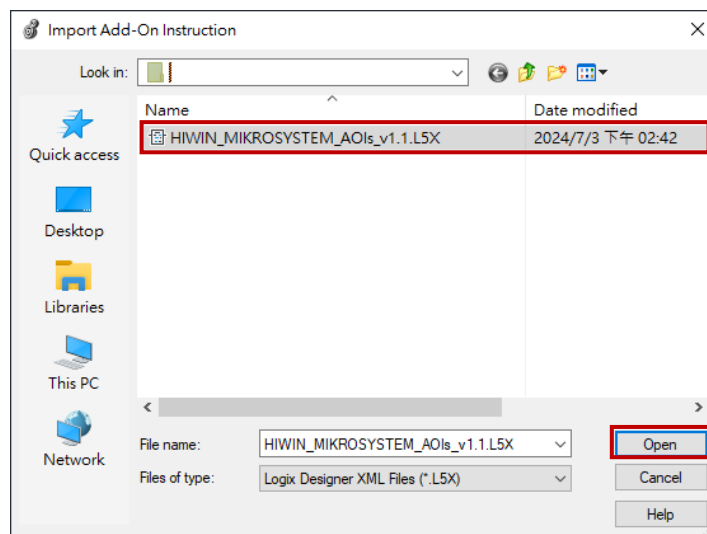 Import Add-On Instruction
Look in:
Name
Date modified
HIWIN_MIKROSYSTEM_AOIs_v1.1.L5X
2024/7/3 下午 02:42
Quick access
Desktop
Libraries
This PC
Network
File name:
HIWIN_MIKROSYSTEM_AOIs_v1.1.L5X
Open
Files of type:
Logix Designer XML Files (*.L5X)
Cancel
Help